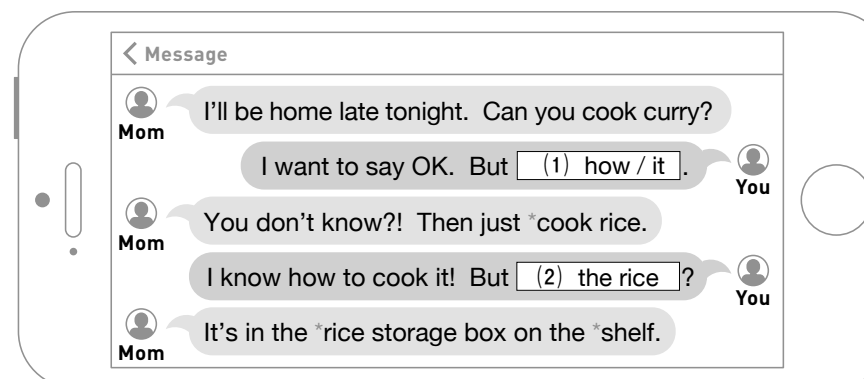 Message
I'll be home late tonight. Can you cook curry?
Mom
I want to say OK. But (1) how / it .
You
You don't know?! Then just *cook rice.
Mom
I know how to cook it! But (2) the rice ?
You
It's in the *rice storage box on the *shelf.
Mom